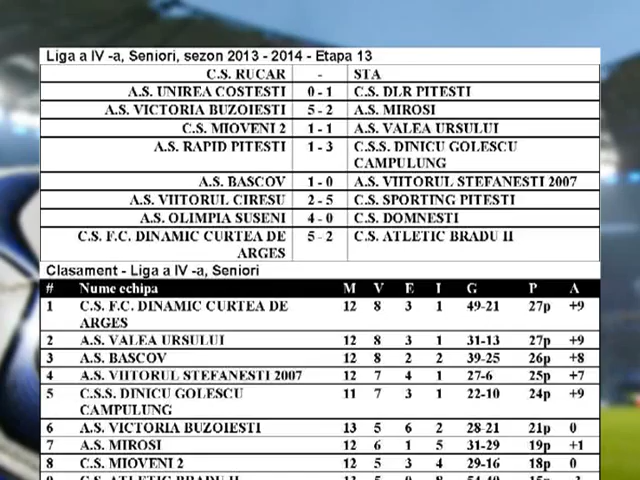 Liga a IV -a, Seniori, sezon 2013 - 2014 - Etapa 13
C.S. RUCAR - STA
A.S. UNIREA COSTESTI 0 - 1 C.S. DLR PITESTI
A.S. VICTORIA BUZOIESTI 5 - 2 A.S. MIROSI
C.S. MIOVENI 2 1 - 1 A.S. VALEA URSULUI
A.S. RAPID PITESTI 1 - 3 C.S.S. DINICU GOLESCU
CAMPULUNG
A.S. BASCOV 1 - 0 A.S. VIITORUL STEFANESTI 2007
A.S. VIITORUL CIRESU 2 - 5 C.S. SPORTING PITESTI
A.S. OLIMPIA SUSENI 4 - 0 C.S. DOMNESTI
C.S. F.C. DINAMIC CURTEA DE 5 - 2 C.S. ATLETIC BRADU II
ARGES
Clasament - Liga a IV -a, Seniori
# Nume echipa M V E I G P A
1 C.S. F.C. DINAMIC CURTEA DE 12 8 3 1 49-21 27p +9
ARGES
2 A.S. VALEA URSULUI 12 8 3 1 31-13 27p +9
3 A.S. BASCOV 12 8 2 2 39-25 26p +8
4 A.S. VIITORUL STEFANESTI 2007 12 7 4 1 27-6 25p +7
5 C.S.S. DINICU GOLESCU 11 7 3 1 22-10 24p +9
CAMPULUNG
6 A.S. VICTORIA BUZOIESTI 13 5 6 2 28-21 21p 0
7 A.S. MIROSI 12 6 1 5 31-29 19p +1
8 C.S. MIOVENI 2 12 5 3 4 29-16 18p 0
C.S. ATLETIC BRADU II